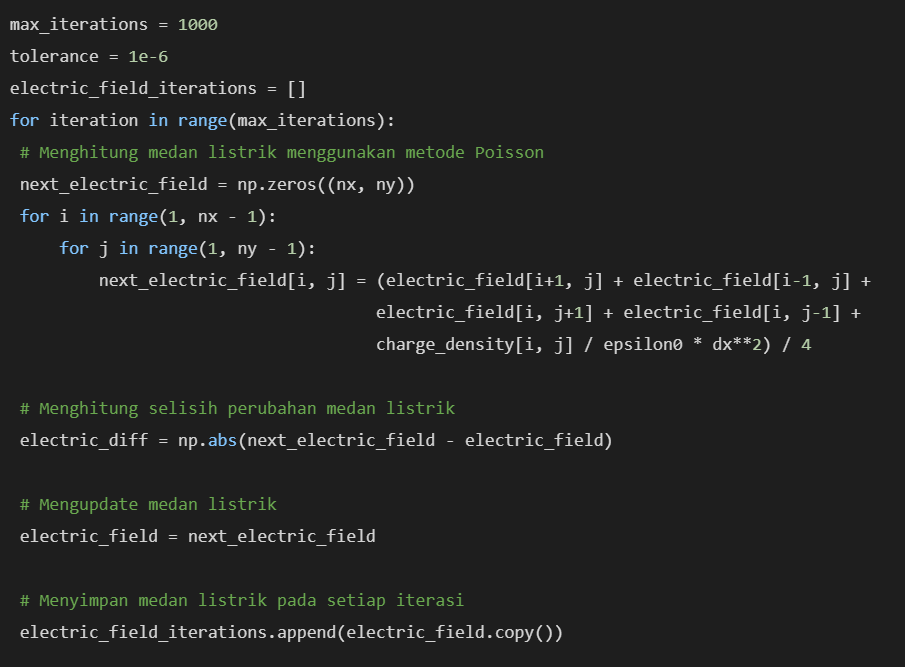 max_iterations = 1000
tolerance = 1e-6
electric_field_iterations = []
for iteration in range(max_iterations):
 # Menghitung medan listrik menggunakan metode Poisson
 next_electric_field = np.zeros((nx, ny))
 for i in range(1, nx - 1):
     for j in range(1, ny - 1):
         next_electric_field[i, j] = (electric_field[i+1, j] + electric_field[i-1, j] +
                                     electric_field[i, j+1] + electric_field[i, j-1] +
                                     charge_density[i, j] / epsilon0 * dx**2) / 4
 # Menghitung selisih perubahan medan listrik
 electric_diff = np.abs(next_electric_field - electric_field)
 # Mengupdate medan listrik
 electric_field = next_electric_field
 # Menyimpan medan listrik pada setiap iterasi
 electric_field_iterations.append(electric_field.copy())